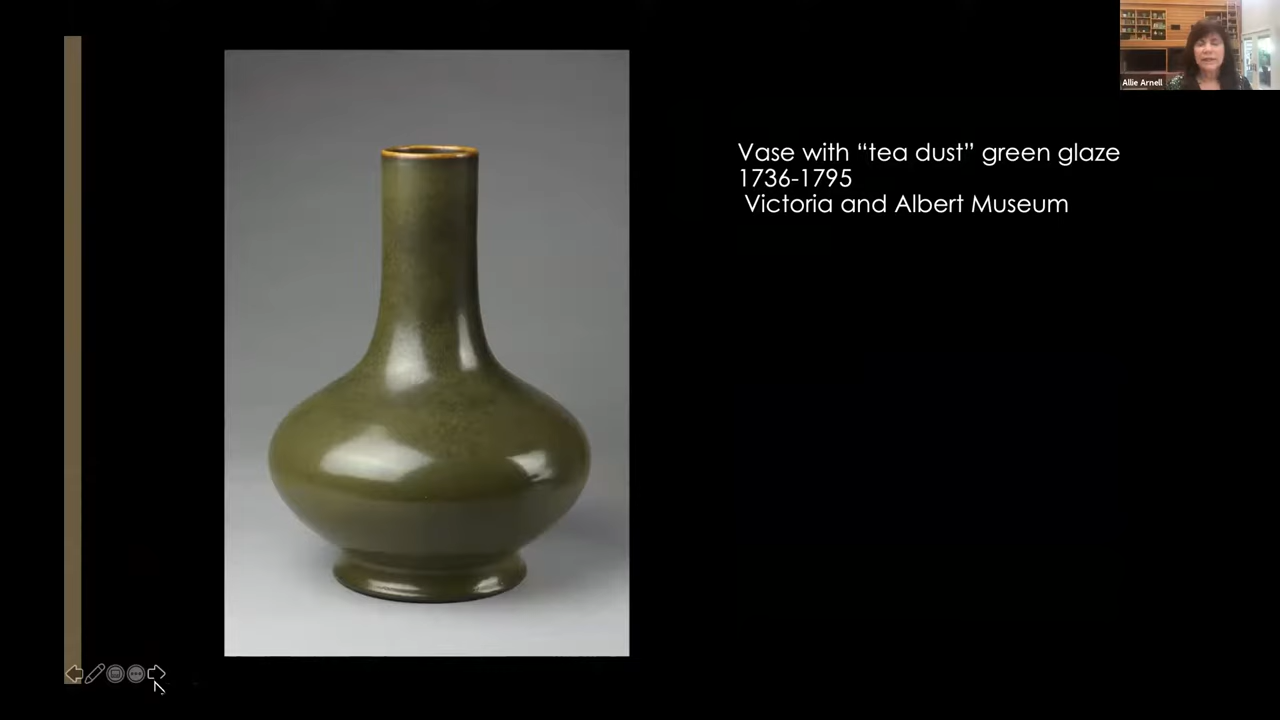 Allie Arnell
Vase with “tea dust” green glaze
1736-1795
Victoria and Albert Museum